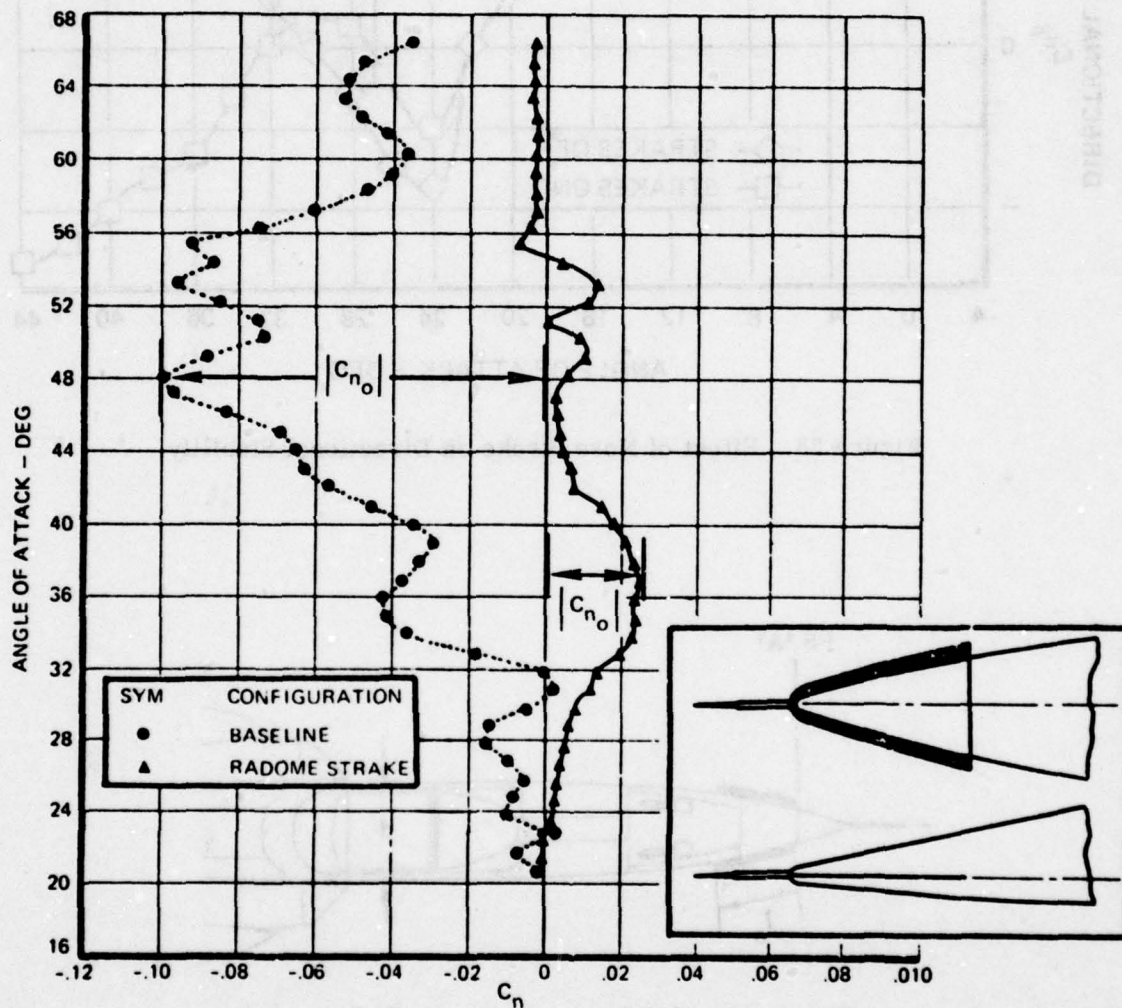 68
64
60
56
52
48
44
40
36
32
28
24
20
16
ANGLE OF ATTACK – DEG
|Cno|
|Cno|
SYM CONFIGURATION
● BASELINE
▲ RADOME STRAKE
-.12 -.10 -.08 -.06 -.04 -.02 0 .02 .04 .06 .08 .010
Cn